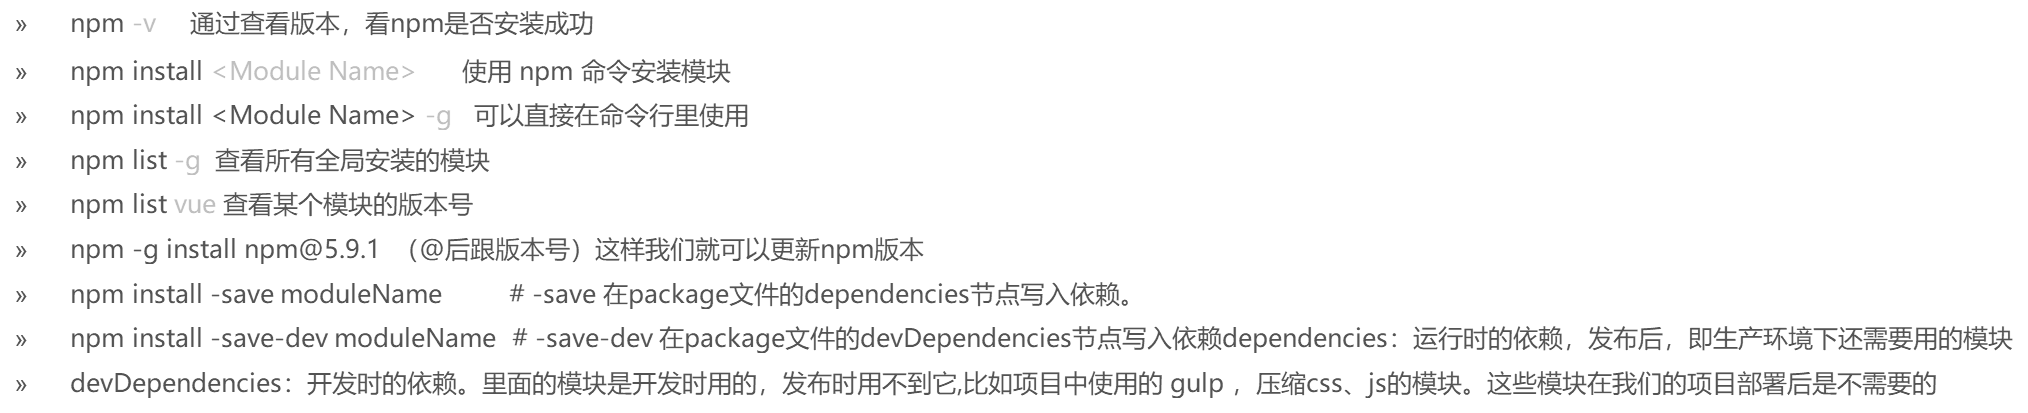 » npm -v 通过查看版本，看npm是否安装成功
» npm install <Module Name> 使用 npm 命令安装模块
» npm install <Module Name> -g 可以直接在命令行里使用
» npm list -g 查看所有全局安装的模块
» npm list vue 查看某个模块的版本号
» npm -g install npm@5.9.1 （@后跟版本号）这样我们就可以更新npm版本
» npm install -save moduleName # -save 在package文件的dependencies节点写入依赖。
» npm install -save-dev moduleName # -save-dev 在package文件的devDependencies节点写入依赖dependencies：运行时的依赖，发布后，即生产环境下还需要用的模块
» devDependencies：开发时的依赖。里面的模块是开发时用的，发布时用不到它,比如项目中使用的 gulp ，压缩css、js的模块。这些模块在我们的项目部署后是不需要的